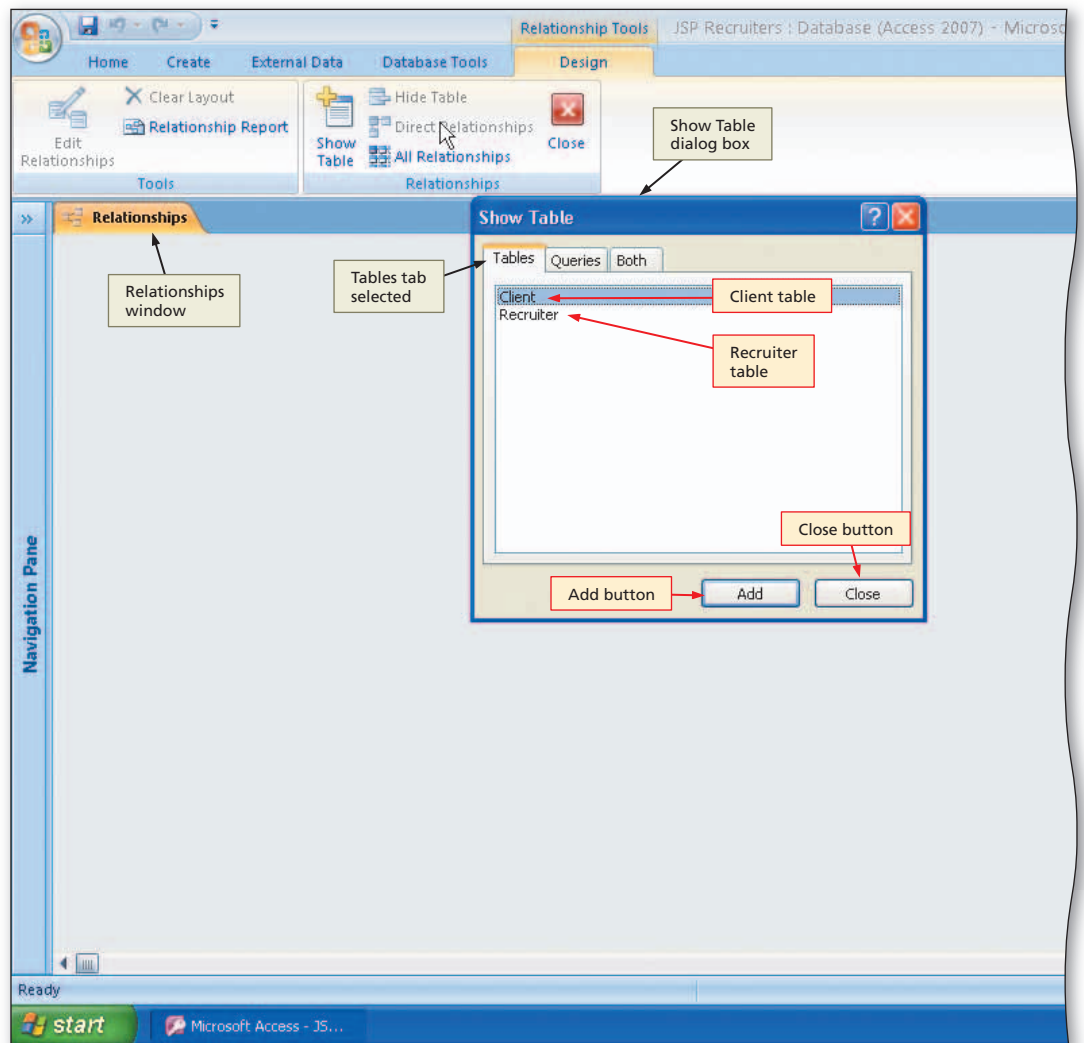 Relationship Tools
JSP Recruiters : Database (Access 2007) - Microso
Home
Create
External Data
Database Tools
Design
Edit
Relationships
Clear Layout
Relationship Report
Tools
Show
Table
Hide Table
Direct Relationships
All Relationships
Close
Relationships
Show Table
dialog box
»
Relationships
Relationships
window
Tables tab
selected
Show Table
?
Tables
Queries
Both
Client
Client table
Recruiter
Recruiter
table
Close button
Add button
Add
Close
Navigation Pane
Ready
start
Microsoft Access - JS...